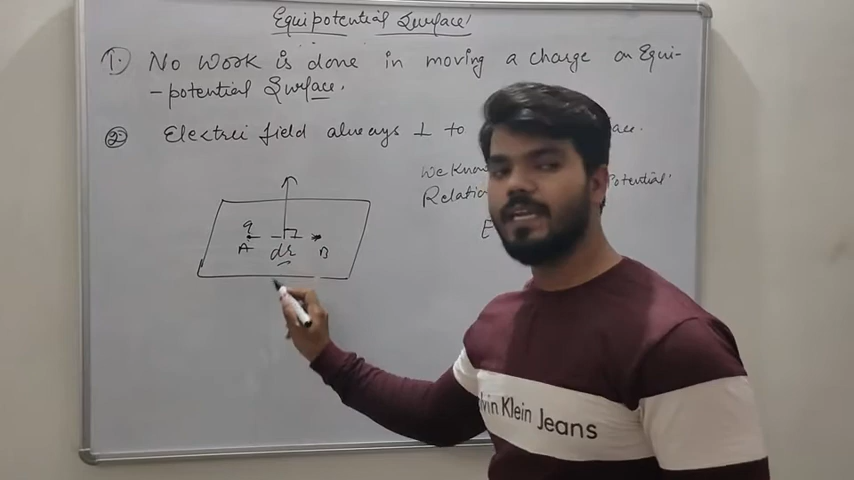 Equipotential Surface'
1. No work is done in moving a charge on Equi-
-potential Surface.
2. Electric field always ⊥ to
We Know
Potential'
E
q
A dr B
Calvin Klein Jeans